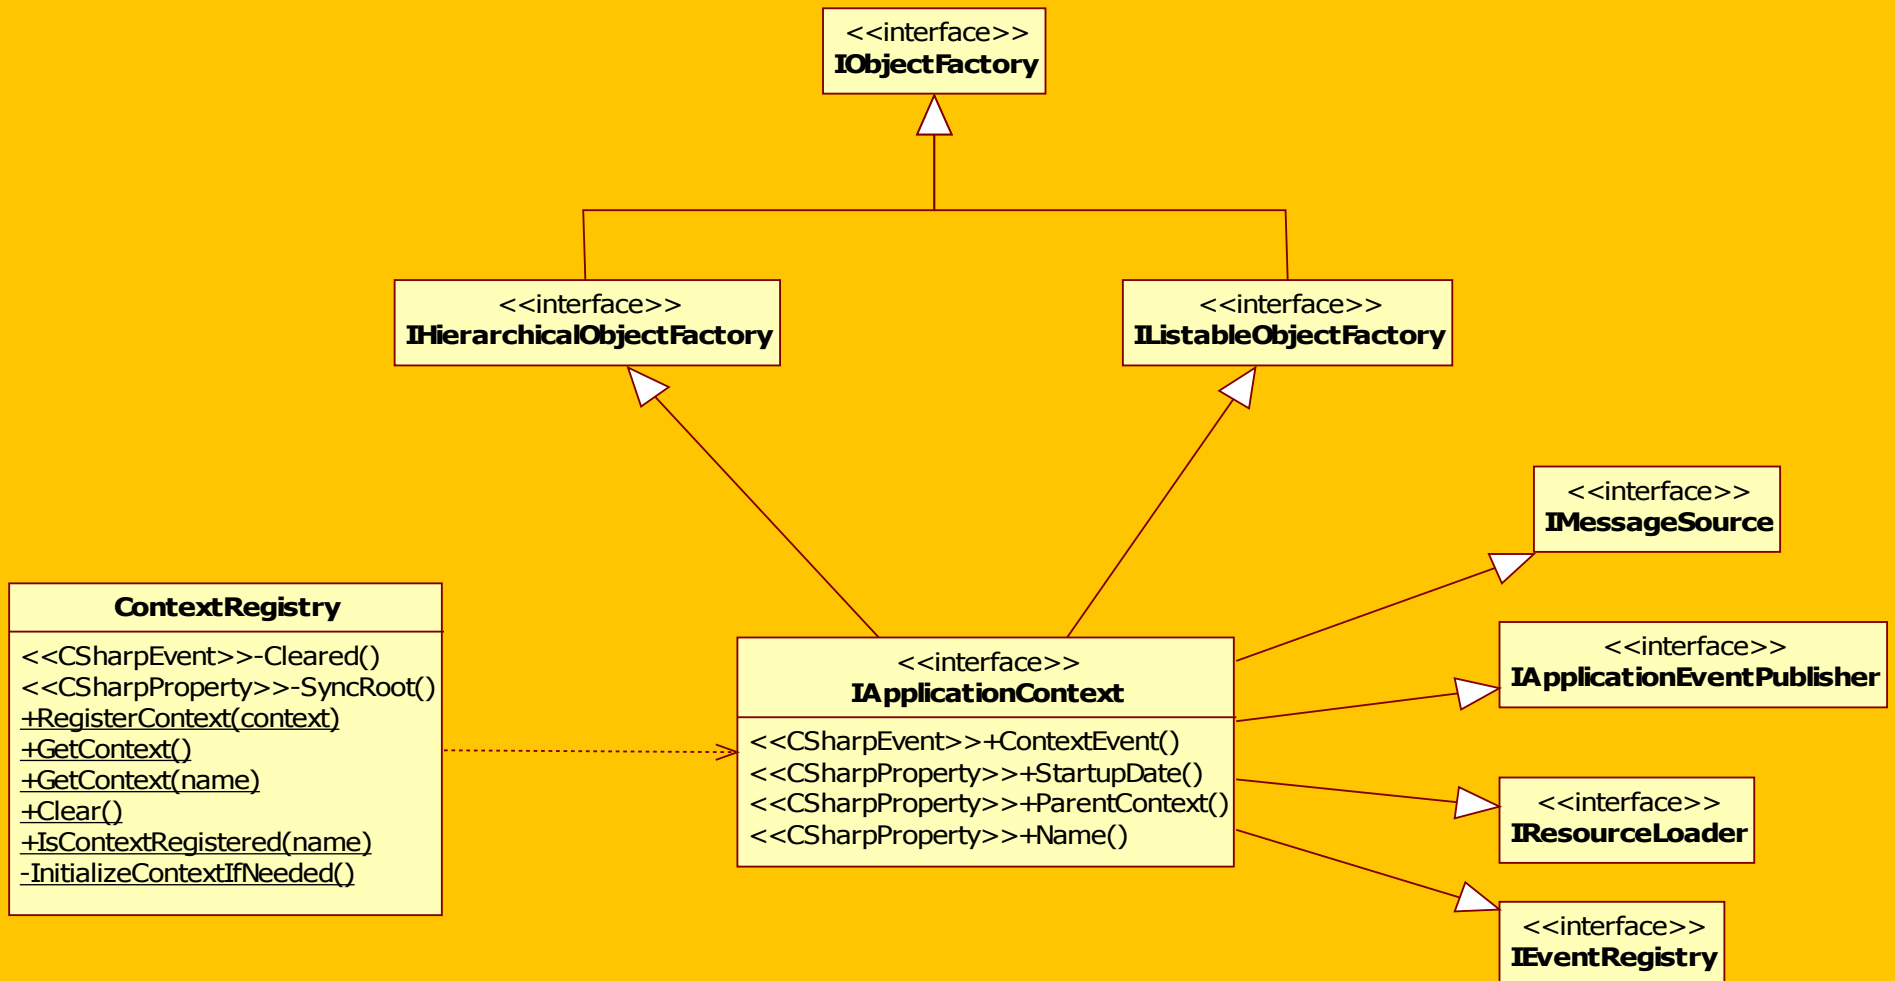 <<interface>>
IObjectFactory
<<interface>>
IHierarchicalObjectFactory
<<interface>>
IListableObjectFactory
<<interface>>
IMessageSource
ContextRegistry
<<CSharpEvent>>-Cleared()
<<CSharpProperty>>-SyncRoot()
+RegisterContext(context)
+GetContext()
+GetContext(name)
+Clear()
+IsContextRegistered(name)
-InitializeContextIfNeeded()
<<interface>>
IApplicationContext
<<CSharpEvent>>+ContextEvent()
<<CSharpProperty>>+StartupDate()
<<CSharpProperty>>+ParentContext()
<<CSharpProperty>>+Name()
<<interface>>
IApplicationEventPublisher
<<interface>>
IResourceLoader
<<interface>>
IEventRegistry